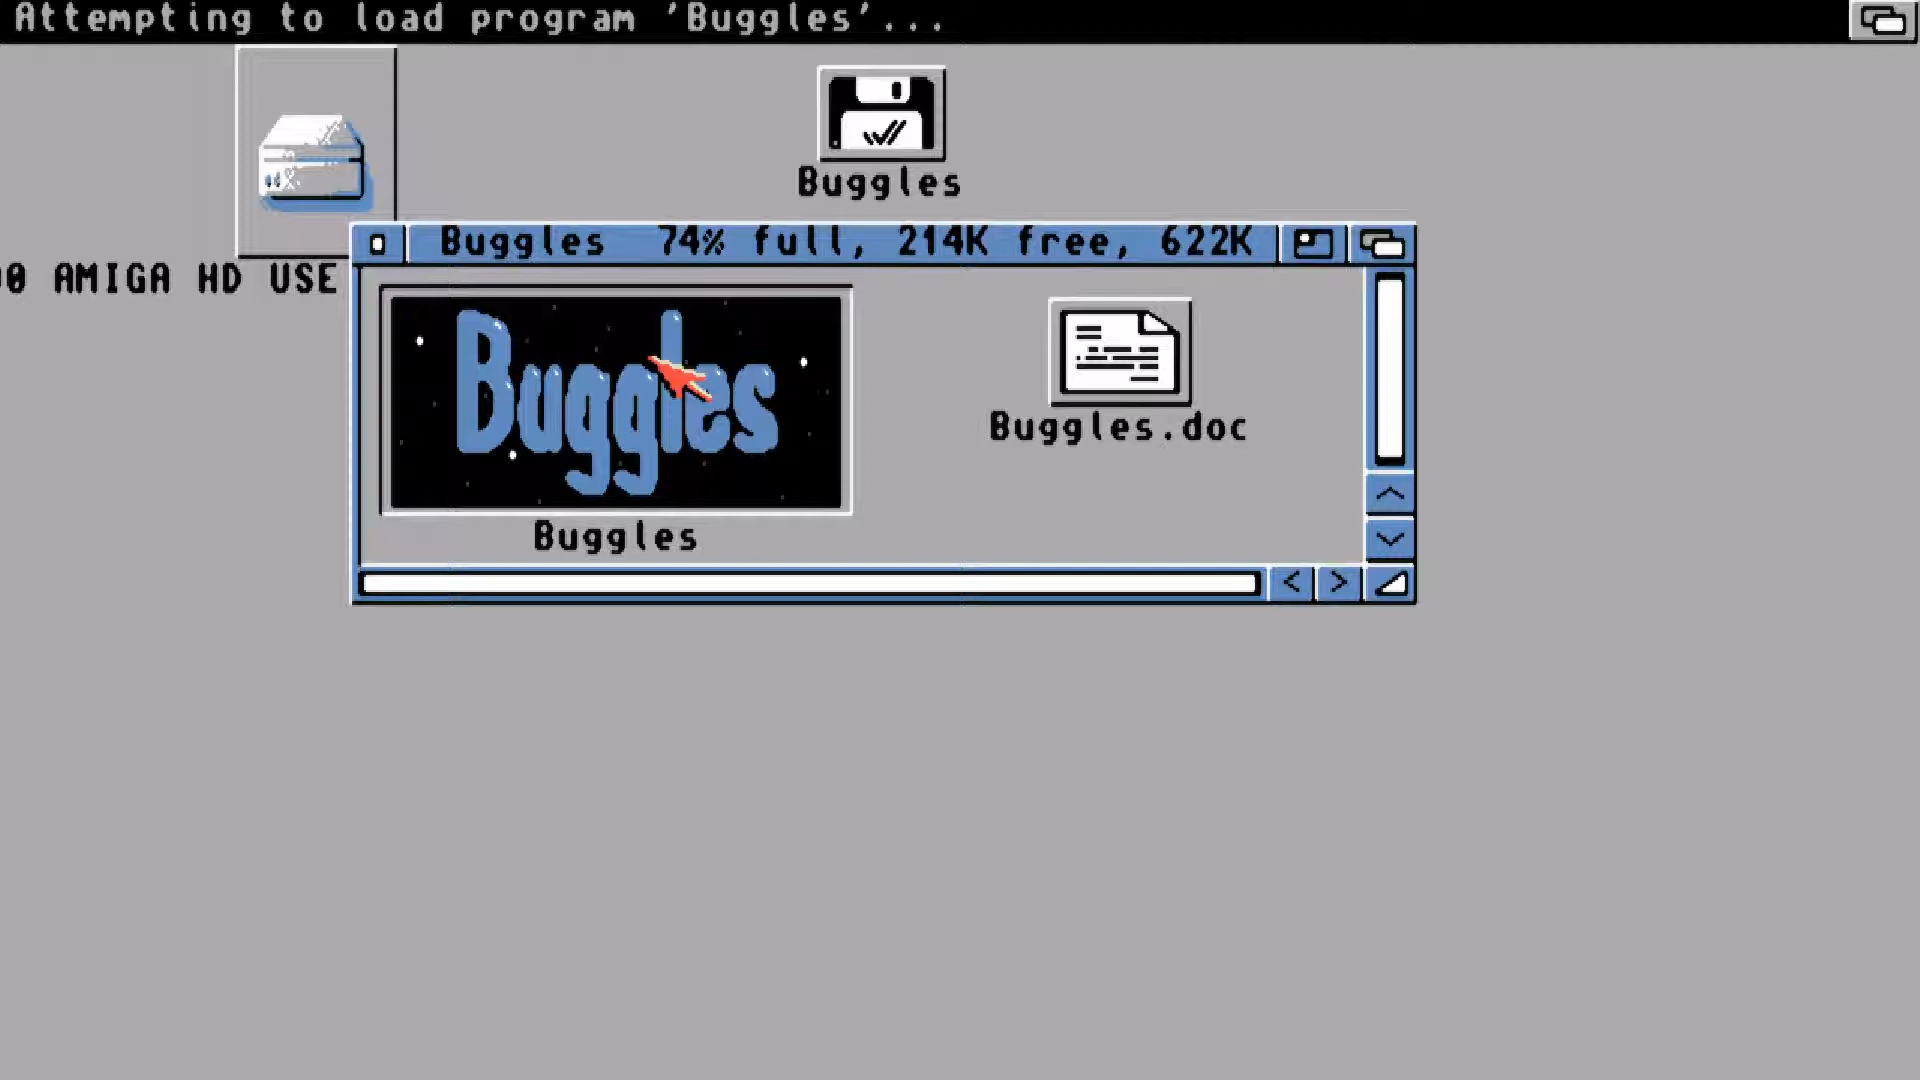 Attempting to load program 'Buggles'...
Buggles
Buggles 74% full, 214K free, 622K
0 AMIGA HD USE
Buggles
Buggles.doc
Buggles